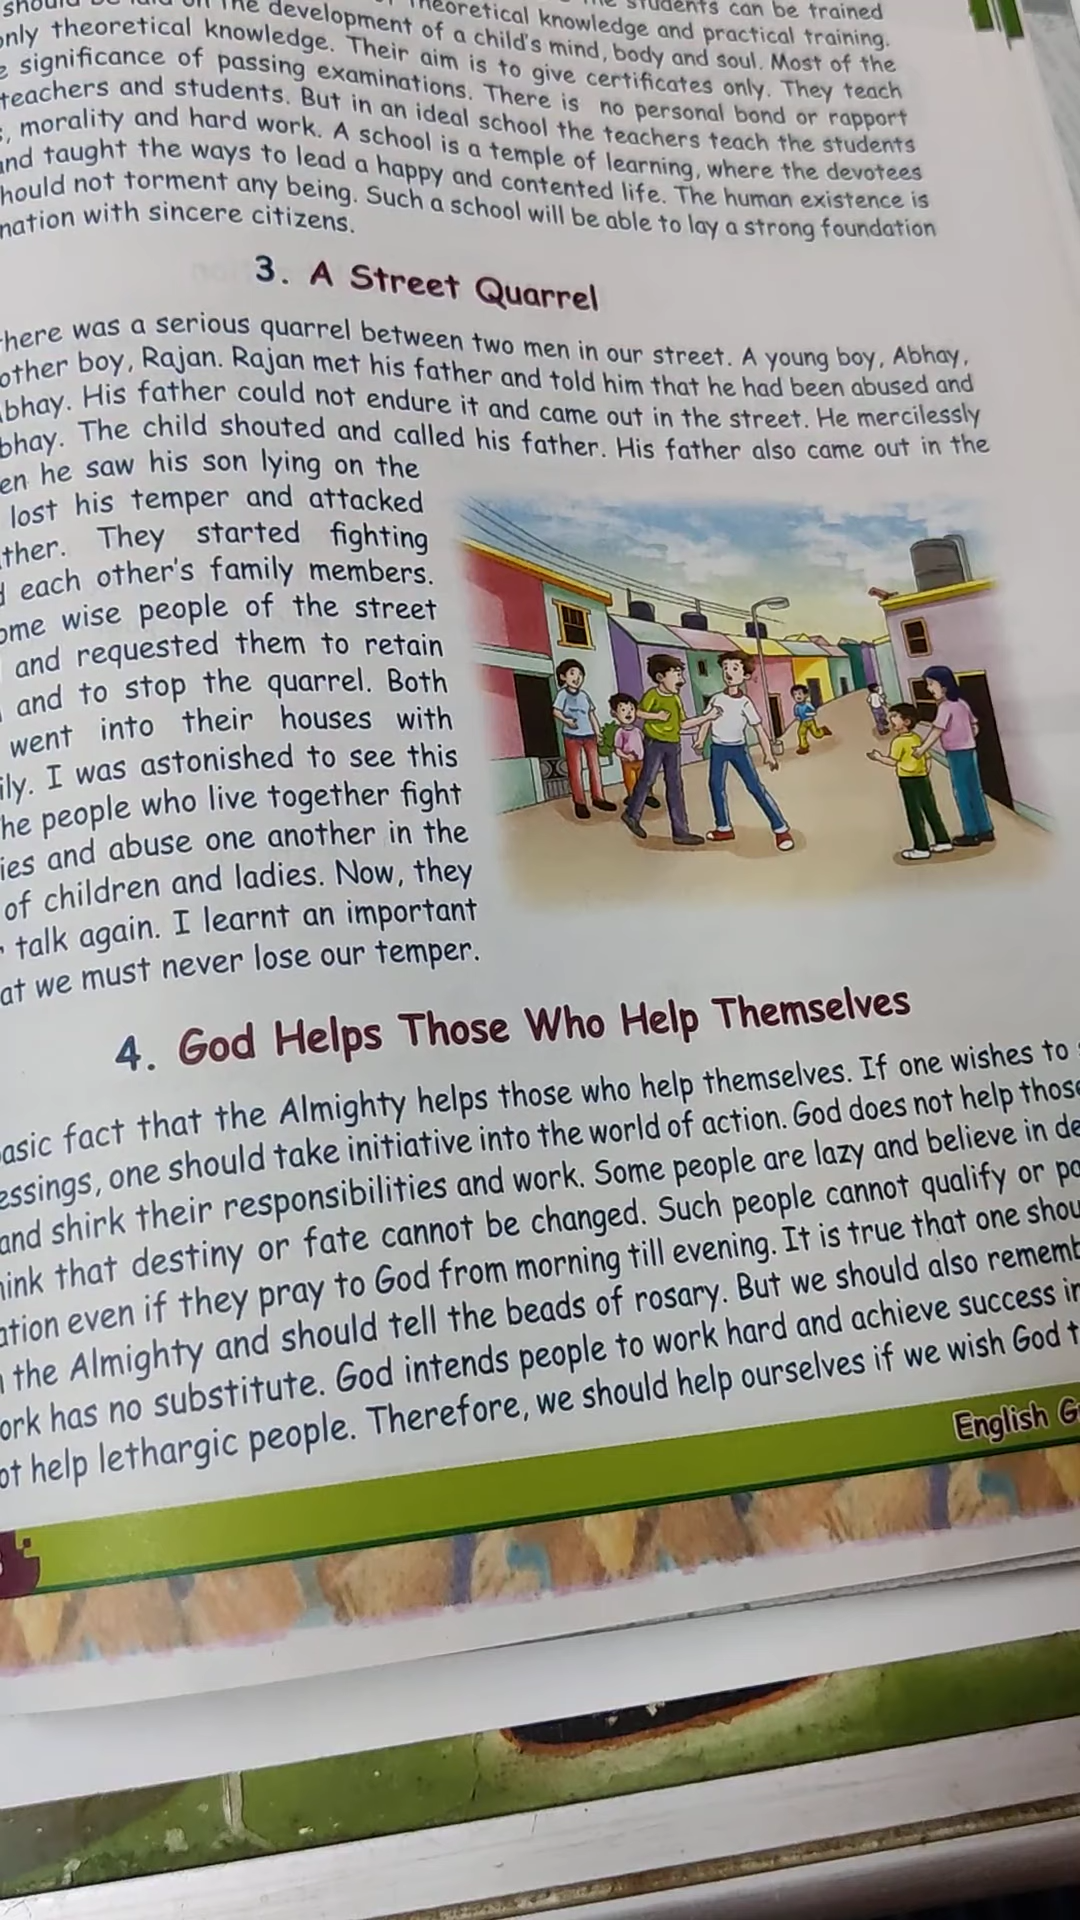 should be laid on the development of theoretical knowledge and practical training.
only theoretical knowledge. Their aim is to give certificates only. They teach
significance of passing examinations. There is no personal bond or rapport
teachers and students. But in an ideal school the teachers teach the students
morality and hard work. A school is a temple of learning, where the devotees
and taught the ways to lead a happy and contented life. The human existence is
should not torment any being. Such a school will be able to lay a strong foundation
nation with sincere citizens.
3. A Street Quarrel
here was a serious quarrel between two men in our street. A young boy, Abhay,
other boy, Rajan. Rajan met his father and told him that he had been abused and
bhay. His father could not endure it and came out in the street. He mercilessly
bhay. The child shouted and called his father. His father also came out in the
en he saw his son lying on the
lost his temper and attacked
ther. They started fighting
each other's family members.
ome wise people of the street
and requested them to retain
and to stop the quarrel. Both
went into their houses with
ily. I was astonished to see this
he people who live together fight
ies and abuse one another in the
of children and ladies. Now, they
talk again. I learnt an important
at we must never lose our temper.
4. God Helps Those Who Help Themselves
asic fact that the Almighty helps those who help themselves. If one wishes to
essings, one should take initiative into the world of action. God does not help those
and shirk their responsibilities and work. Some people are lazy and believe in de
ink that destiny or fate cannot be changed. Such people cannot qualify or pa
ation even if they pray to God from morning till evening. It is true that one shou
the Almighty and should tell the beads of rosary. But we should also rememb
ork has no substitute. God intends people to work hard and achieve success in
ot help lethargic people. Therefore, we should help ourselves if we wish God t
English G